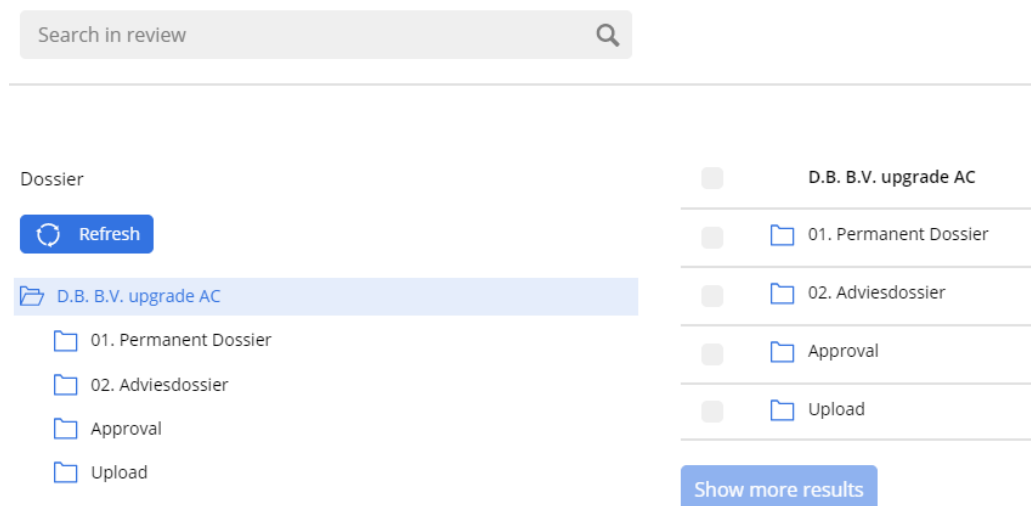 Search in review
Dossier
Refresh
D.B. B.V. upgrade AC
01. Permanent Dossier
02. Adviesdossier
Approval
Upload
D.B. B.V. upgrade AC
01. Permanent Dossier
02. Adviesdossier
Approval
Upload
Show more results